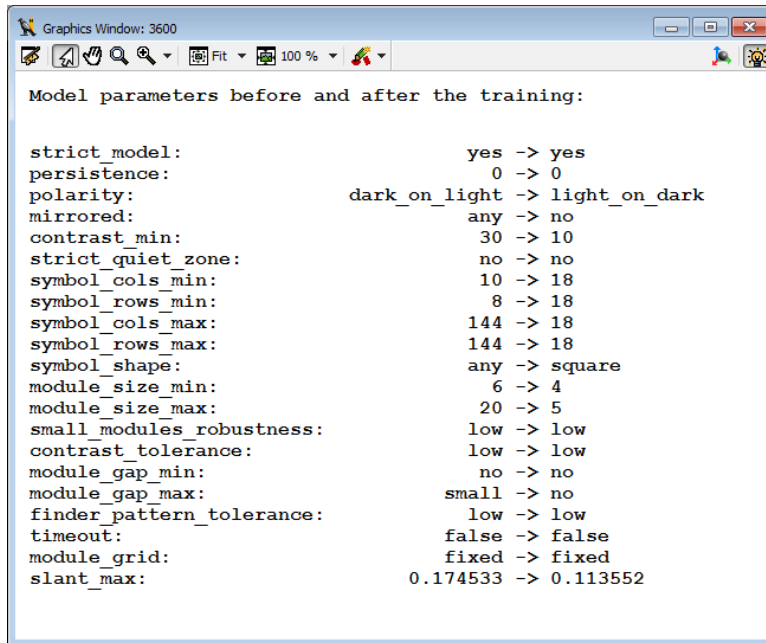 Graphics Window: 3600
Fit 100 %
Model parameters before and after the training:
strict_model: yes -> yes
persistence: 0 -> 0
polarity: dark_on_light -> light_on_dark
mirrored: any -> no
contrast_min: 30 -> 10
strict_quiet_zone: no -> no
symbol_cols_min: 10 -> 18
symbol_rows_min: 8 -> 18
symbol_cols_max: 144 -> 18
symbol_rows_max: 144 -> 18
symbol_shape: any -> square
module_size_min: 6 -> 4
module_size_max: 20 -> 5
small_modules_robustness: low -> low
contrast_tolerance: low -> low
module_gap_min: no -> no
module_gap_max: small -> no
finder_pattern_tolerance: low -> low
timeout: false -> false
module_grid: fixed -> fixed
slant_max: 0.174533 -> 0.113552